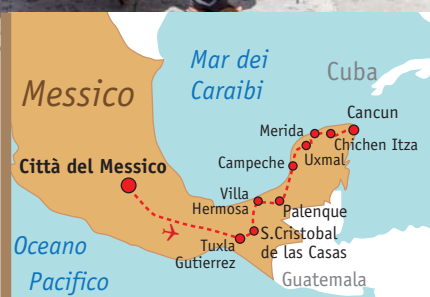 Mar dei
Caraibi
Cuba
Messico
Cancun
Merida
Chichen Itza
Uxmal
Campeche
Città del Messico
Villa
Hermosa
Palenque
S.Cristobal
de las Casas
Tuxla
Gutierrez
Oceano
Pacifico
Guatemala